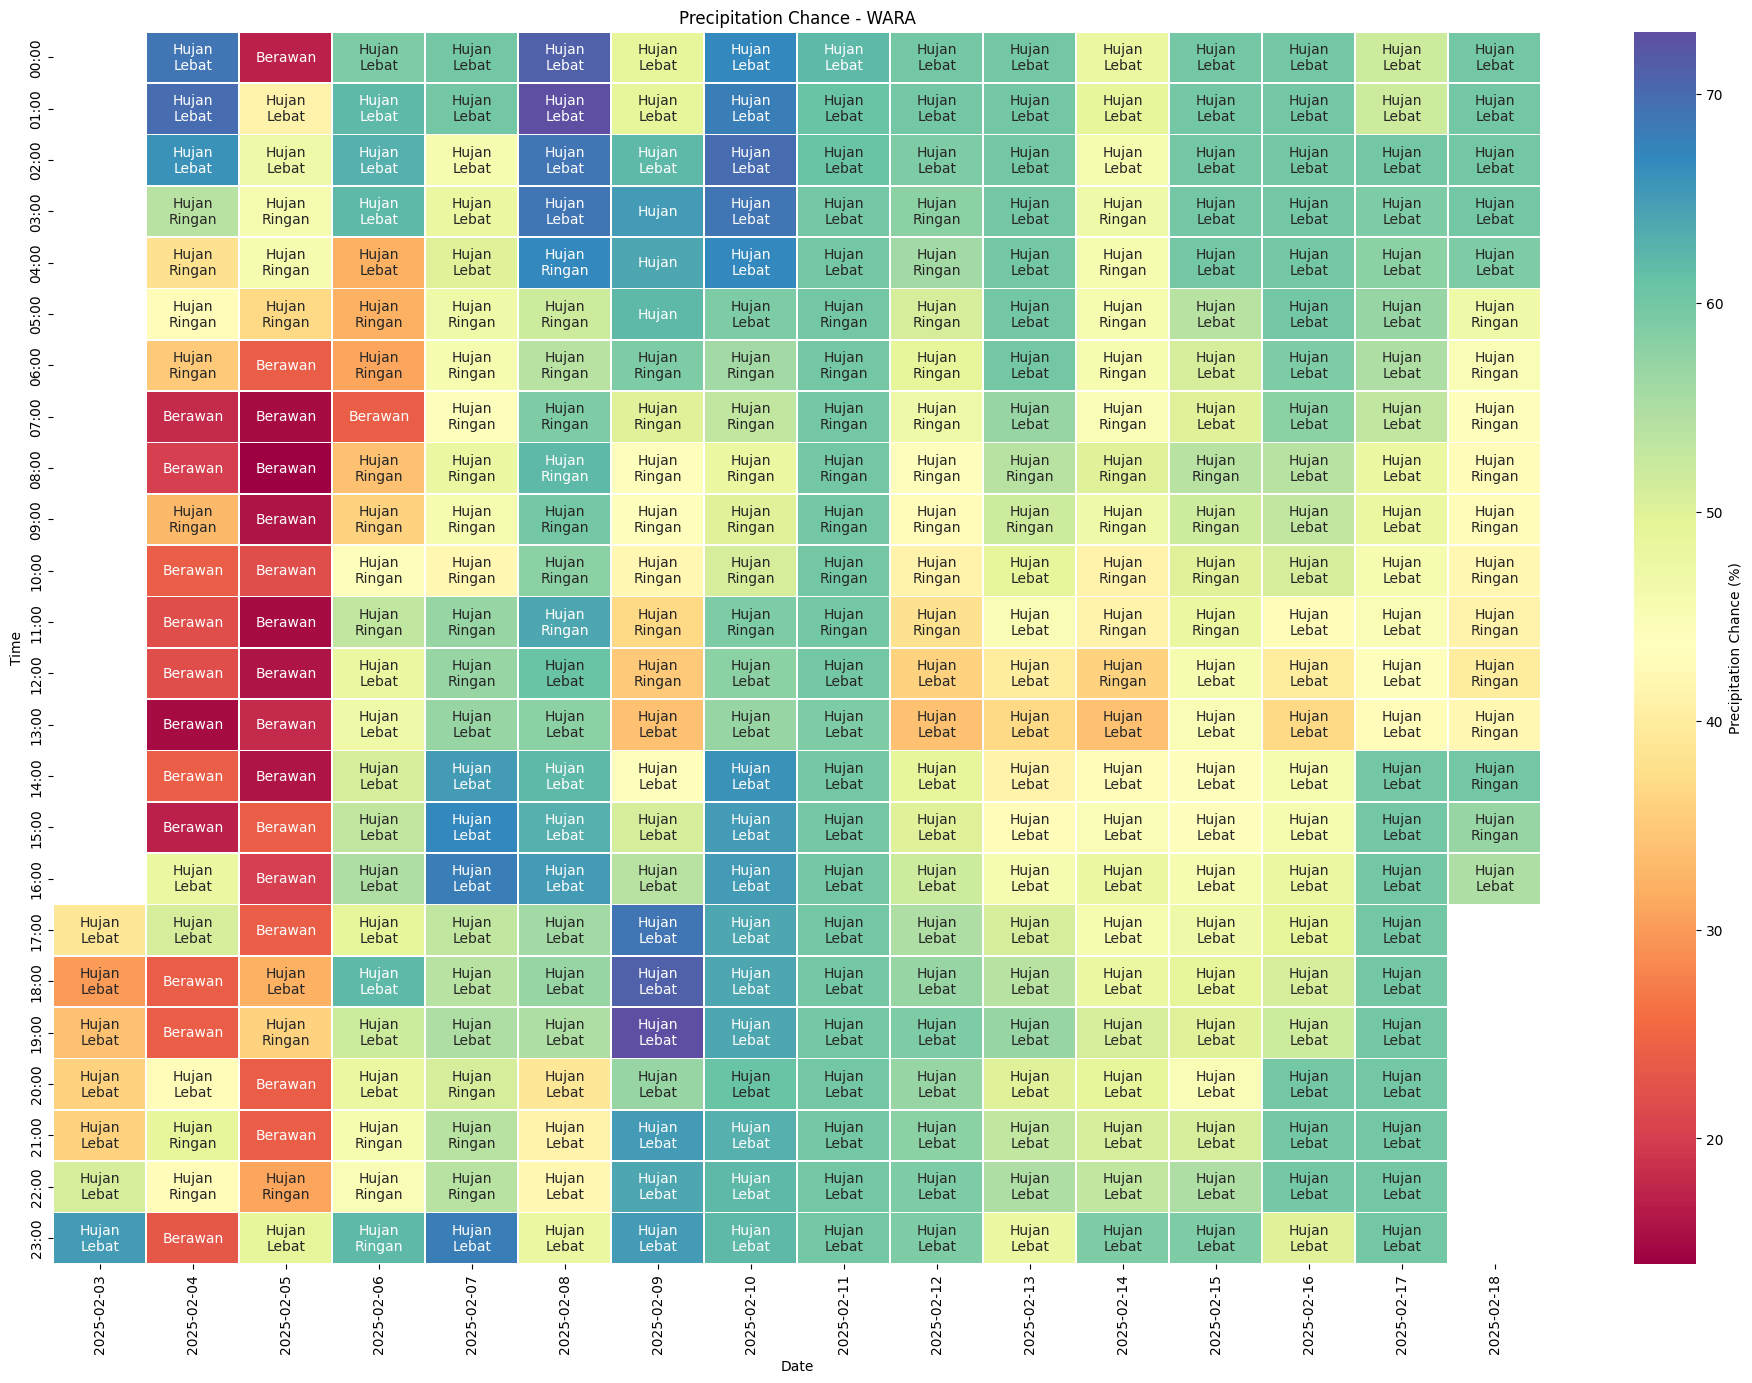 Precipitation Chance - WARA
00:00 Hujan Lebat Berawan Hujan Lebat Hujan Lebat Hujan Lebat Hujan Lebat Hujan Lebat Hujan Lebat Hujan Lebat Hujan Lebat Hujan Lebat Hujan Lebat Hujan Lebat Hujan Lebat Hujan Lebat
01:00 Hujan Lebat Hujan Lebat Hujan Lebat Hujan Lebat Hujan Lebat Hujan Lebat Hujan Lebat Hujan Lebat Hujan Lebat Hujan Lebat Hujan Lebat Hujan Lebat Hujan Lebat Hujan Lebat Hujan Lebat
02:00 Hujan Lebat Hujan Lebat Hujan Lebat Hujan Lebat Hujan Lebat Hujan Lebat Hujan Lebat Hujan Lebat Hujan Lebat Hujan Lebat Hujan Lebat Hujan Lebat Hujan Lebat Hujan Lebat Hujan Lebat
03:00 Hujan Ringan Hujan Ringan Hujan Lebat Hujan Lebat Hujan Lebat Hujan Hujan Lebat Hujan Lebat Hujan Ringan Hujan Lebat Hujan Ringan Hujan Lebat Hujan Lebat Hujan Lebat Hujan Lebat
04:00 Hujan Ringan Hujan Ringan Hujan Lebat Hujan Lebat Hujan Ringan Hujan Hujan Lebat Hujan Lebat Hujan Ringan Hujan Lebat Hujan Ringan Hujan Lebat Hujan Lebat Hujan Lebat Hujan Lebat
05:00 Hujan Ringan Hujan Ringan Hujan Ringan Hujan Ringan Hujan Ringan Hujan Hujan Lebat Hujan Ringan Hujan Ringan Hujan Lebat Hujan Ringan Hujan Lebat Hujan Lebat Hujan Lebat Hujan Ringan
06:00 Hujan Ringan Berawan Hujan Ringan Hujan Ringan Hujan Ringan Hujan Ringan Hujan Ringan Hujan Ringan Hujan Ringan Hujan Lebat Hujan Ringan Hujan Lebat Hujan Lebat Hujan Lebat Hujan Ringan
07:00 Berawan Berawan Berawan Hujan Ringan Hujan Ringan Hujan Ringan Hujan Ringan Hujan Ringan Hujan Ringan Hujan Lebat Hujan Ringan Hujan Lebat Hujan Lebat Hujan Lebat Hujan Ringan
08:00 Berawan Berawan Hujan Ringan Hujan Ringan Hujan Ringan Hujan Ringan Hujan Ringan Hujan Ringan Hujan Ringan Hujan Ringan Hujan Ringan Hujan Ringan Hujan Lebat Hujan Lebat Hujan Ringan
09:00 Hujan Ringan Berawan Hujan Ringan Hujan Ringan Hujan Ringan Hujan Ringan Hujan Ringan Hujan Ringan Hujan Ringan Hujan Ringan Hujan Ringan Hujan Ringan Hujan Lebat Hujan Lebat Hujan Ringan
10:00 Berawan Berawan Hujan Ringan Hujan Ringan Hujan Ringan Hujan Ringan Hujan Ringan Hujan Ringan Hujan Ringan Hujan Lebat Hujan Ringan Hujan Ringan Hujan Lebat Hujan Lebat Hujan Ringan
11:00 Berawan Berawan Hujan Ringan Hujan Ringan Hujan Ringan Hujan Ringan Hujan Ringan Hujan Ringan Hujan Ringan Hujan Lebat Hujan Ringan Hujan Ringan Hujan Lebat Hujan Lebat Hujan Ringan
12:00 Berawan Berawan Hujan Lebat Hujan Ringan Hujan Lebat Hujan Ringan Hujan Lebat Hujan Lebat Hujan Lebat Hujan Lebat Hujan Ringan Hujan Lebat Hujan Lebat Hujan Lebat Hujan Ringan
13:00 Berawan Berawan Hujan Lebat Hujan Lebat Hujan Lebat Hujan Lebat Hujan Lebat Hujan Lebat Hujan Lebat Hujan Lebat Hujan Lebat Hujan Lebat Hujan Lebat Hujan Lebat Hujan Ringan
14:00 Berawan Berawan Hujan Lebat Hujan Lebat Hujan Lebat Hujan Lebat Hujan Lebat Hujan Lebat Hujan Lebat Hujan Lebat Hujan Lebat Hujan Lebat Hujan Lebat Hujan Lebat Hujan Ringan
15:00 Berawan Berawan Hujan Lebat Hujan Lebat Hujan Lebat Hujan Lebat Hujan Lebat Hujan Lebat Hujan Lebat Hujan Lebat Hujan Lebat Hujan Lebat Hujan Lebat Hujan Lebat Hujan Ringan
16:00 Hujan Lebat Berawan Hujan Lebat Hujan Lebat Hujan Lebat Hujan Lebat Hujan Lebat Hujan Lebat Hujan Lebat Hujan Lebat Hujan Lebat Hujan Lebat Hujan Lebat Hujan Lebat Hujan Lebat
17:00 Hujan Lebat Hujan Lebat Berawan Hujan Lebat Hujan Lebat Hujan Lebat Hujan Lebat Hujan Lebat Hujan Lebat Hujan Lebat Hujan Lebat Hujan Lebat Hujan Lebat Hujan Lebat Hujan Lebat
18:00 Hujan Lebat Berawan Hujan Lebat Hujan Lebat Hujan Lebat Hujan Lebat Hujan Lebat Hujan Lebat Hujan Lebat Hujan Lebat Hujan Lebat Hujan Lebat Hujan Lebat Hujan Lebat Hujan Lebat
19:00 Hujan Lebat Berawan Hujan Ringan Hujan Lebat Hujan Lebat Hujan Lebat Hujan Lebat Hujan Lebat Hujan Lebat Hujan Lebat Hujan Lebat Hujan Lebat Hujan Lebat Hujan Lebat Hujan Lebat
20:00 Hujan Lebat Hujan Lebat Berawan Hujan Lebat Hujan Ringan Hujan Lebat Hujan Lebat Hujan Lebat Hujan Lebat Hujan Lebat Hujan Lebat Hujan Lebat Hujan Lebat Hujan Lebat Hujan Lebat
21:00 Hujan Lebat Hujan Ringan Berawan Hujan Ringan Hujan Ringan Hujan Lebat Hujan Lebat Hujan Lebat Hujan Lebat Hujan Lebat Hujan Lebat Hujan Lebat Hujan Lebat Hujan Lebat Hujan Lebat
22:00 Hujan Lebat Hujan Ringan Hujan Ringan Hujan Ringan Hujan Ringan Hujan Lebat Hujan Lebat Hujan Lebat Hujan Lebat Hujan Lebat Hujan Lebat Hujan Lebat Hujan Lebat Hujan Lebat Hujan Lebat
23:00 Hujan Lebat Berawan Hujan Lebat Hujan Ringan Hujan Lebat Hujan Lebat Hujan Lebat Hujan Lebat Hujan Lebat Hujan Lebat Hujan Lebat Hujan Lebat Hujan Lebat Hujan Lebat Hujan Lebat
Time
2025-02-03 2025-02-04 2025-02-05 2025-02-06 2025-02-07 2025-02-08 2025-02-09 2025-02-10 2025-02-11 2025-02-12 2025-02-13 2025-02-14 2025-02-15 2025-02-16 2025-02-17 2025-02-18
Date
70
60
50
40
30
20
Precipitation Chance (%)